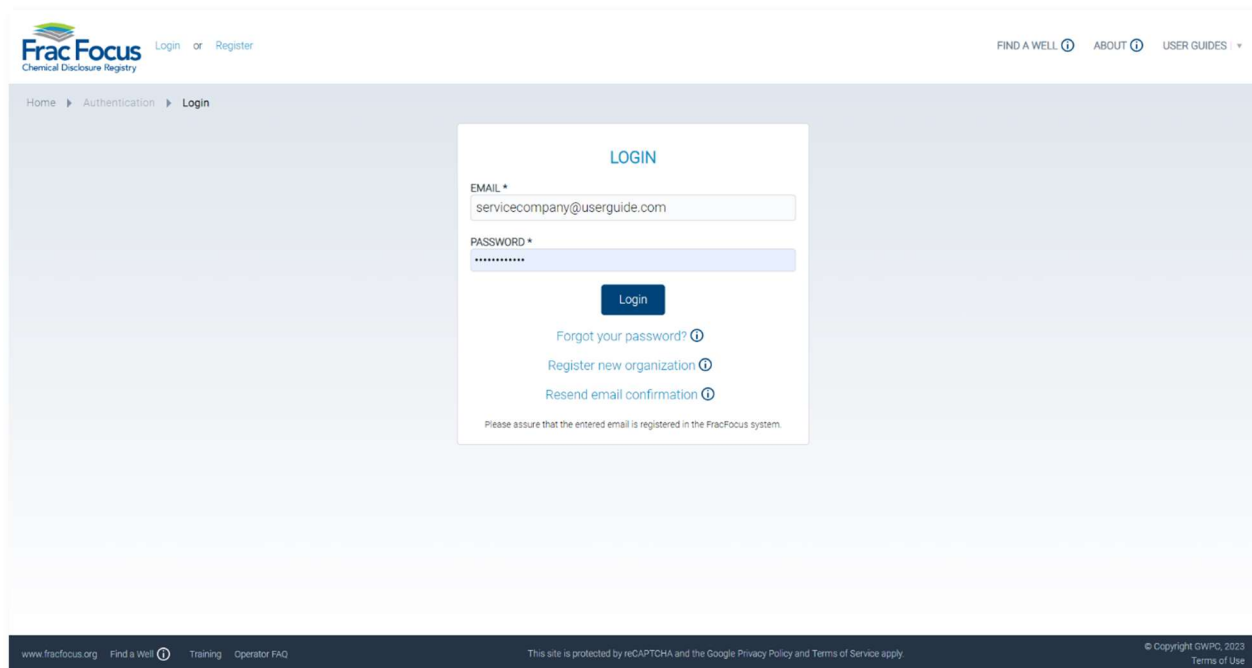 Frac Focus
Chemical Disclosure Registry
Login or Register
FIND A WELL ABOUT USER GUIDES
Home Authentication Login
LOGIN
EMAIL *
servicecompany@userguide.com
PASSWORD *
••••••••••••
Login
Forgot your password?
Register new organization
Resend email confirmation
Please assure that the entered email is registered in the FracFocus system.
www.fracfocus.org Find a Well Training Operator FAQ
This site is protected by reCAPTCHA and the Google Privacy Policy and Terms of Service apply.
© Copyright GWPC, 2023
Terms of Use